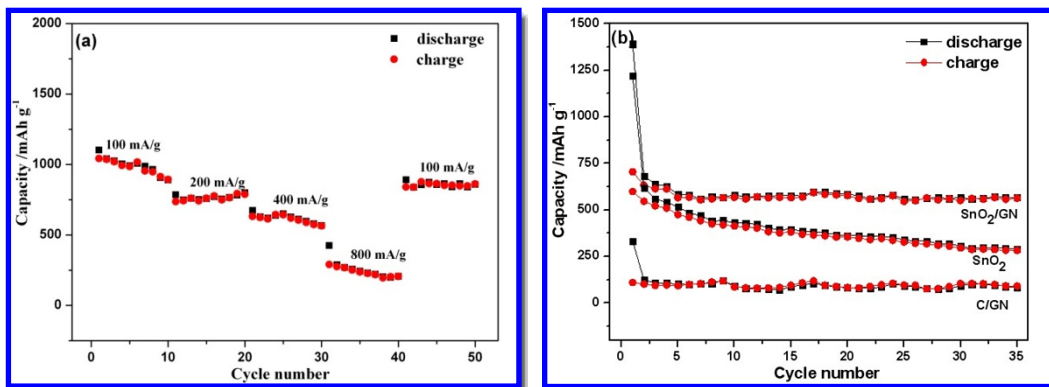 (a)
discharge
charge
2000
1500
1000
500
0
100 mA/g
200 mA/g
400 mA/g
800 mA/g
100 mA/g
0 10 20 30 40 50
Cycle number
Capacity /mAh g⁻¹
(b)
discharge
charge
1500
1250
1000
750
500
250
0
SnO₂/GN
SnO₂
C/GN
0 5 10 15 20 25 30 35
Cycle number
Capacity /mAh g⁻¹